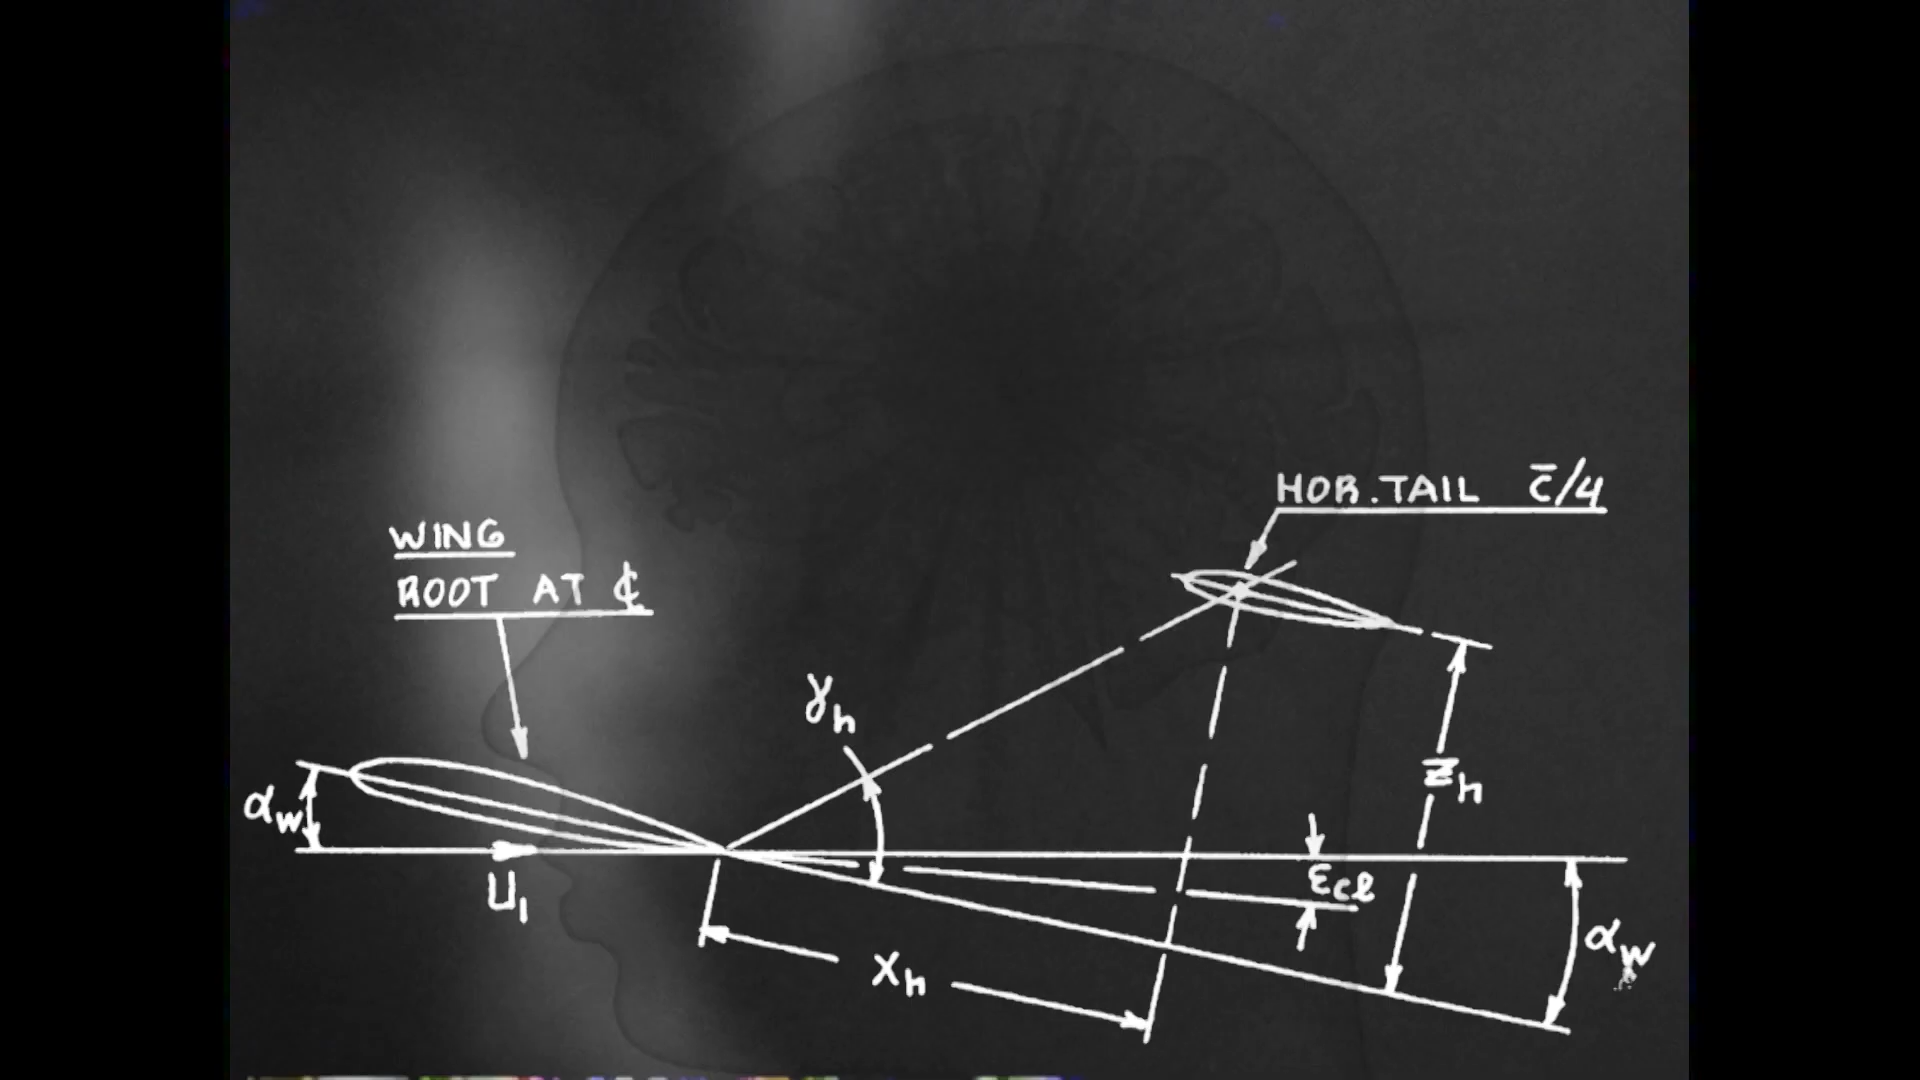 HOR. TAIL c̄/4
WING
ROOT AT ℄
γh
zh
αw
εcl
U₁
αw
xh